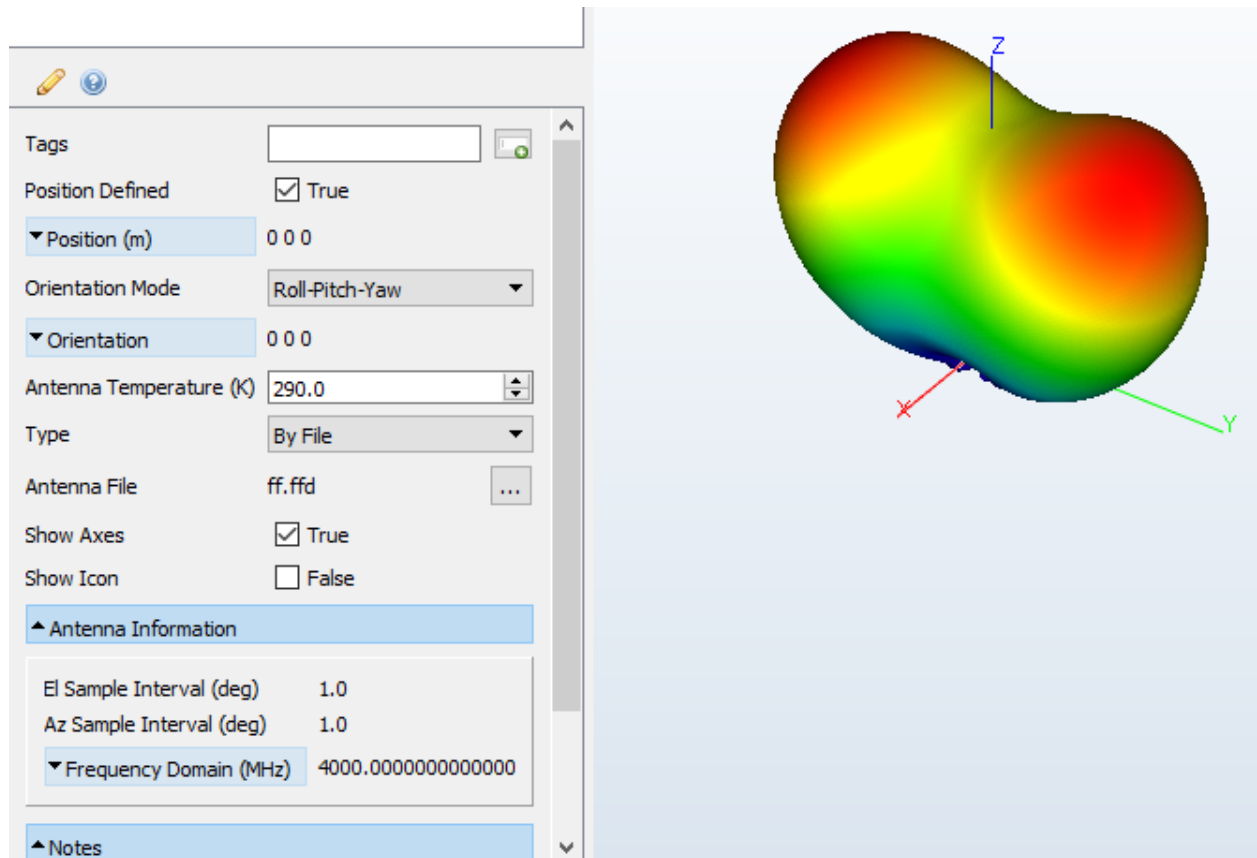 Tags
Position Defined True
Position (m) 0 0 0
Orientation Mode Roll-Pitch-Yaw
Orientation 0 0 0
Antenna Temperature (K) 290.0
Type By File
Antenna File ff.ffd ...
Show Axes True
Show Icon False
Antenna Information
El Sample Interval (deg) 1.0
Az Sample Interval (deg) 1.0
Frequency Domain (MHz) 4000.0000000000000
Notes
Z
X
Y